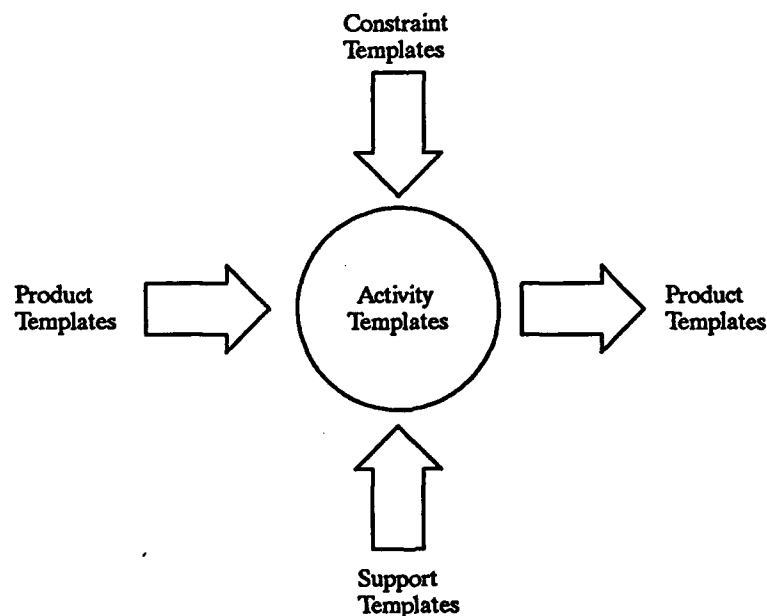 Constraint
Templates
Product
Templates
Activity
Templates
Product
Templates
Support
Templates